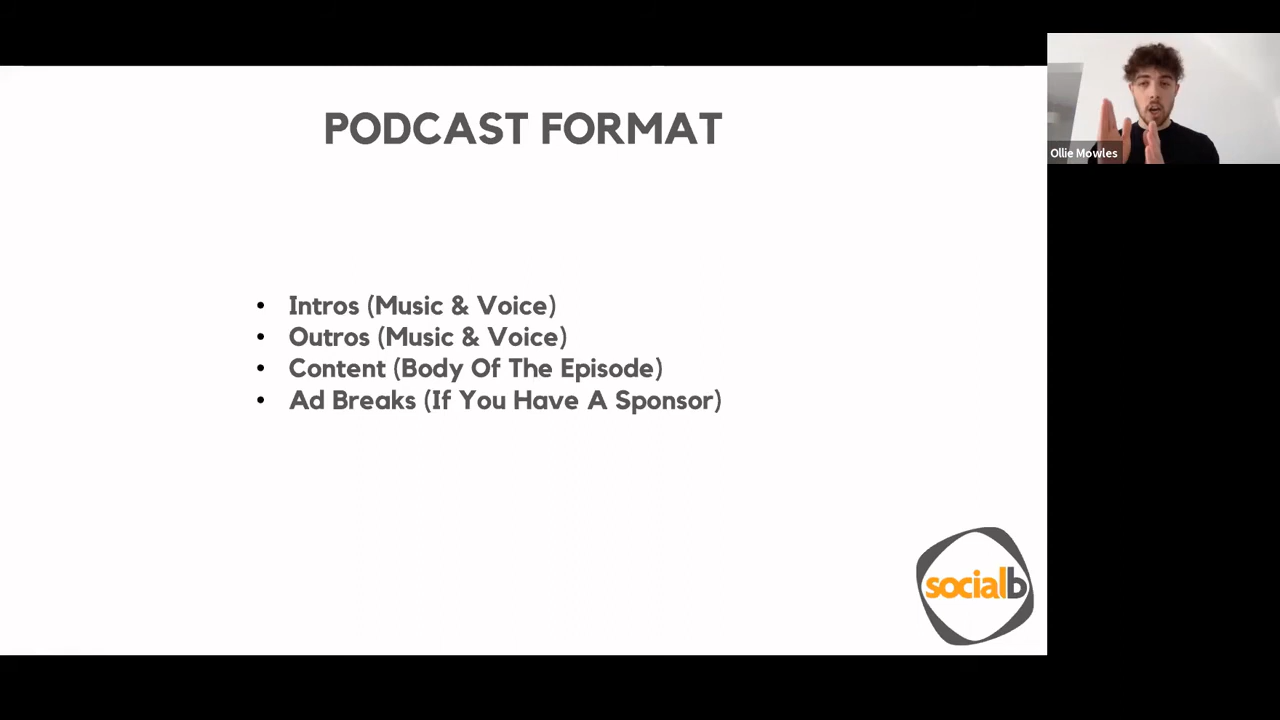 PODCAST FORMAT
Ollie Mowles
• Intros (Music & Voice)
• Outros (Music & Voice)
• Content (Body Of The Episode)
• Ad Breaks (If You Have A Sponsor)
socialb